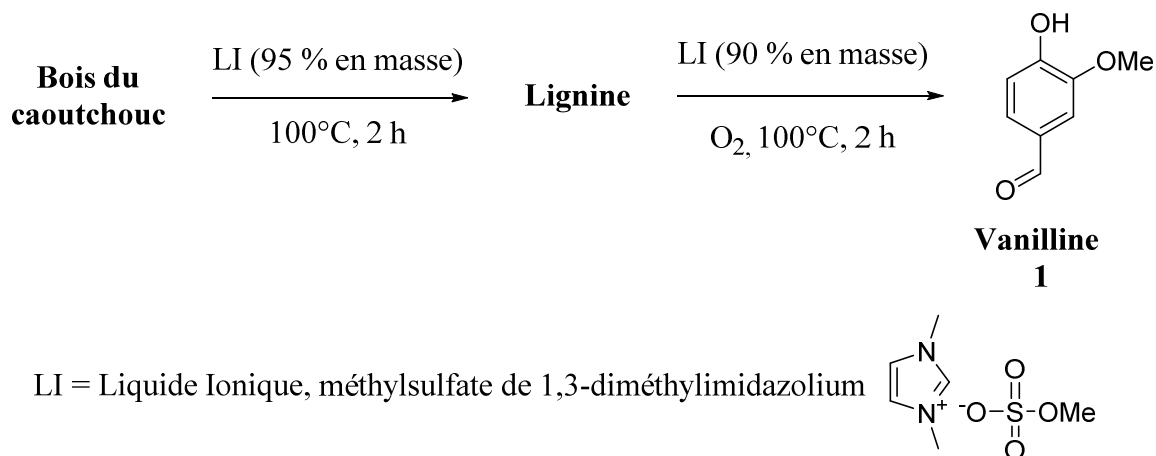 Bois du
caoutchouc
LI (95 % en masse)
100°C, 2 h
Lignine
LI (90 % en masse)
O2, 100°C, 2 h
OH
OMe
O
Vanilline
1
LI = Liquide Ionique, méthylsulfate de 1,3-diméthylimidazolium
N
N+
-O
S
O
O
OMe